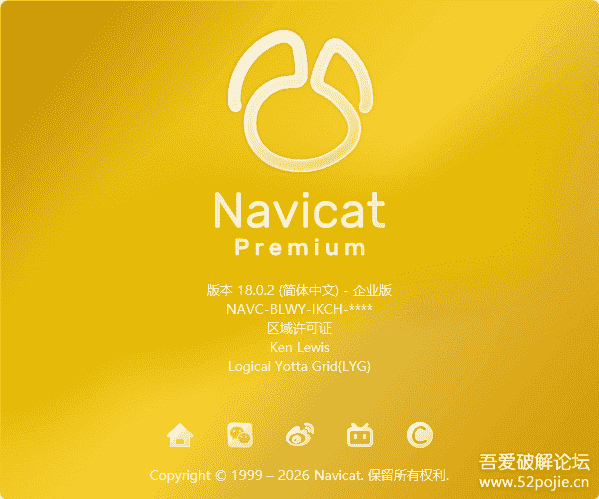 Navicat
Premium
版本 18.0.2 (简体中文) - 企业版
NAVC-BLWY-IKCH-****
区域许可证
Ken Lewis
Logical Yotta Grid(LYG)
Copyright © 1999 – 2026 Navicat. 保留所有权利.
吾爱破解论坛
www.52pojie.cn